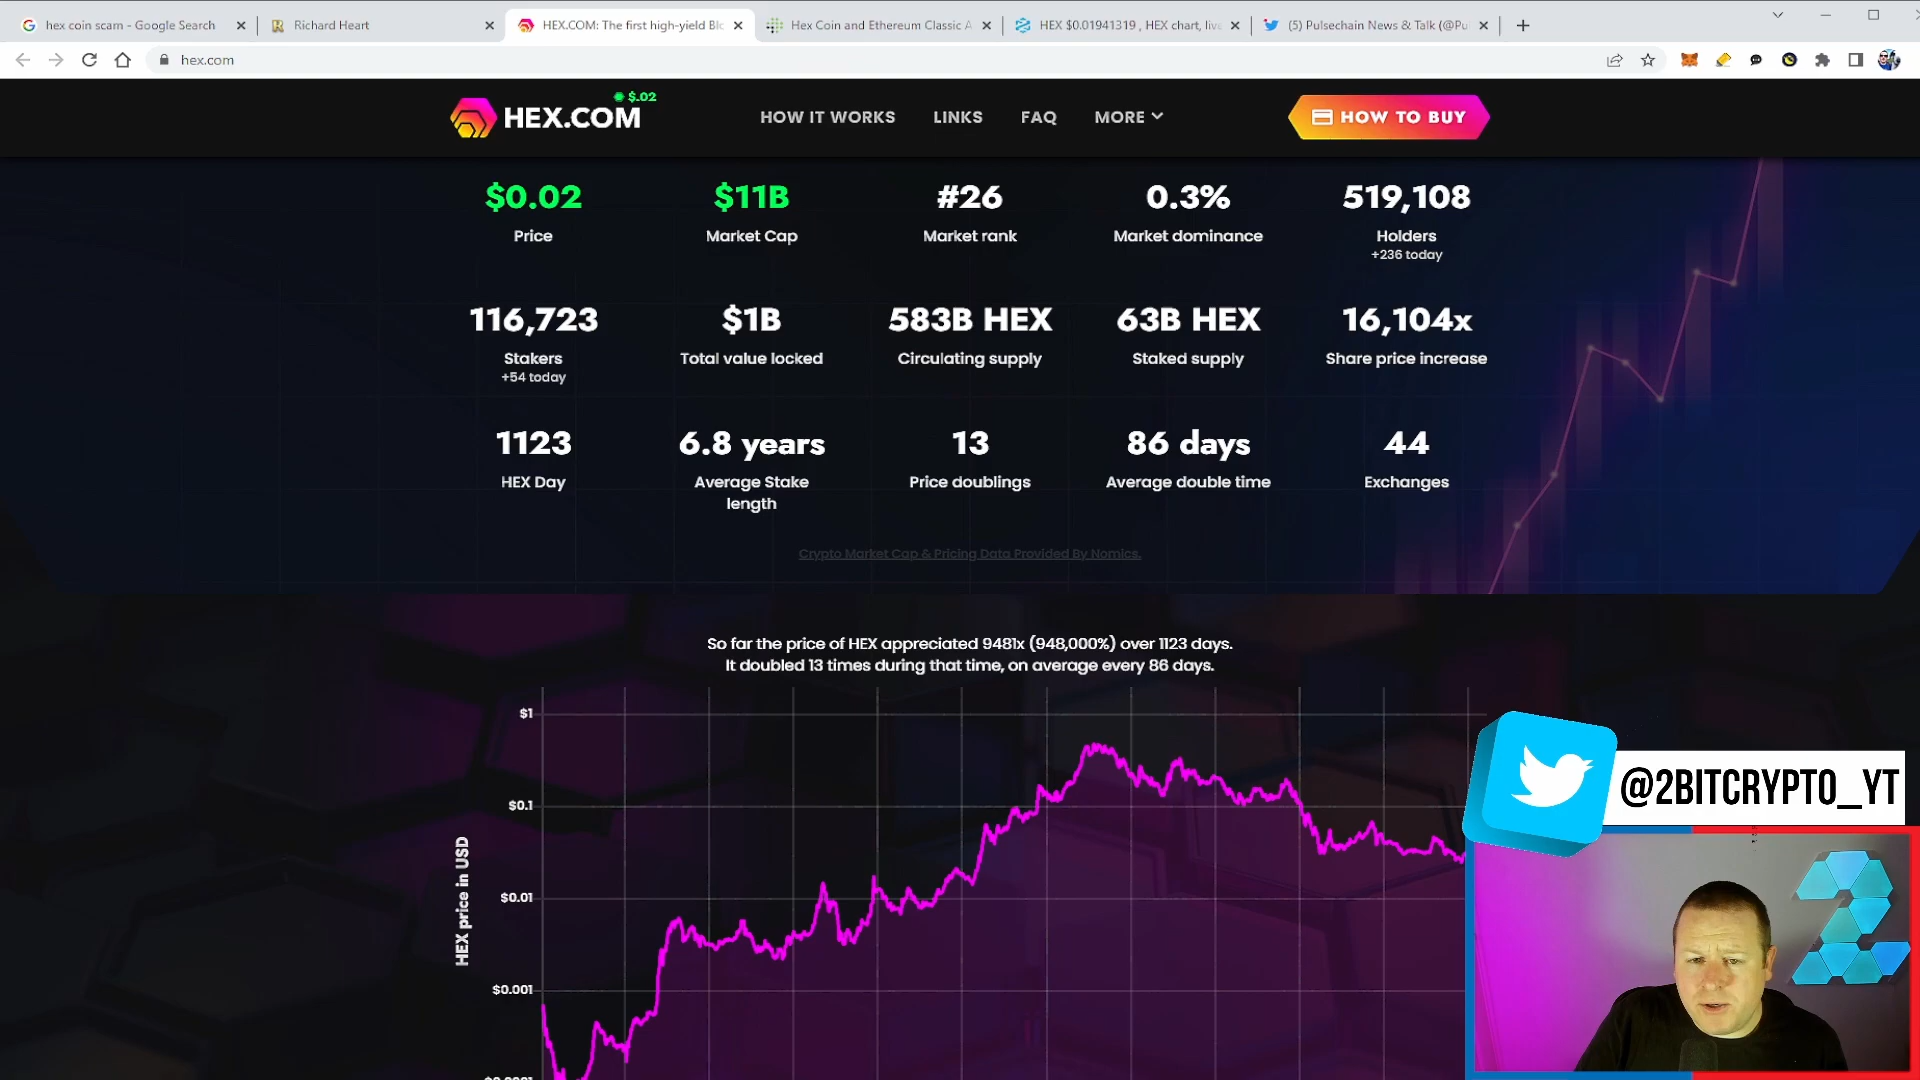 hex coin scam - Google Search
Richard Heart
HEX.COM: The first high-yield Blo
Hex Coin and Ethereum Classic A
HEX $0.01941319 , HEX chart, liv
(5) Pulsechain News & Talk (@Pu
hex.com
$.02
HEX.COM
HOW IT WORKS
LINKS
FAQ
MORE
HOW TO BUY
$0.02
$11B
#26
0.3%
519,108
Price
Market Cap
Market rank
Market dominance
Holders
+236 today
116,723
$1B
583B HEX
63B HEX
16,104x
Stakers
Total value locked
Circulating supply
Staked supply
Share price increase
+54 today
1123
6.8 years
13
86 days
44
HEX Day
Average Stake
length
Price doublings
Average double time
Exchanges
Crypto Market Cap & Pricing Data Provided By Nomics.
So far the price of HEX appreciated 9481x (948,000%) over 1123 days.
It doubled 13 times during that time, on average every 86 days.
$1
$0.1
$0.01
$0.001
HEX price in USD
@2BITCRYPTO_YT
2